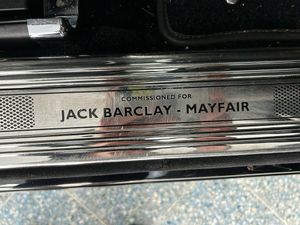 COMMISSIONED FOR
JACK BARCLAY - MAYFAIR